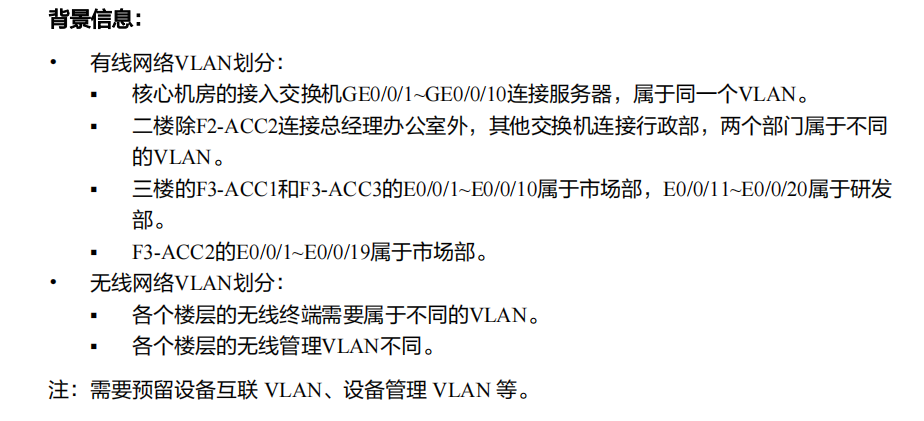 背景信息：
• 有线网络VLAN划分：
▪ 核心机房的接入交换机GE0/0/1~GE0/0/10连接服务器，属于同一个VLAN。
▪ 二楼除F2-ACC2连接总经理办公室外，其他交换机连接行政部，两个部门属于不同
的VLAN。
▪ 三楼的F3-ACC1和F3-ACC3的E0/0/1~E0/0/10属于市场部，E0/0/11~E0/0/20属于研发
部。
▪ F3-ACC2的E0/0/1~E0/0/19属于市场部。
• 无线网络VLAN划分：
▪ 各个楼层的无线终端需要属于不同的VLAN。
▪ 各个楼层的无线管理VLAN不同。
注：需要预留设备互联 VLAN、设备管理 VLAN 等。